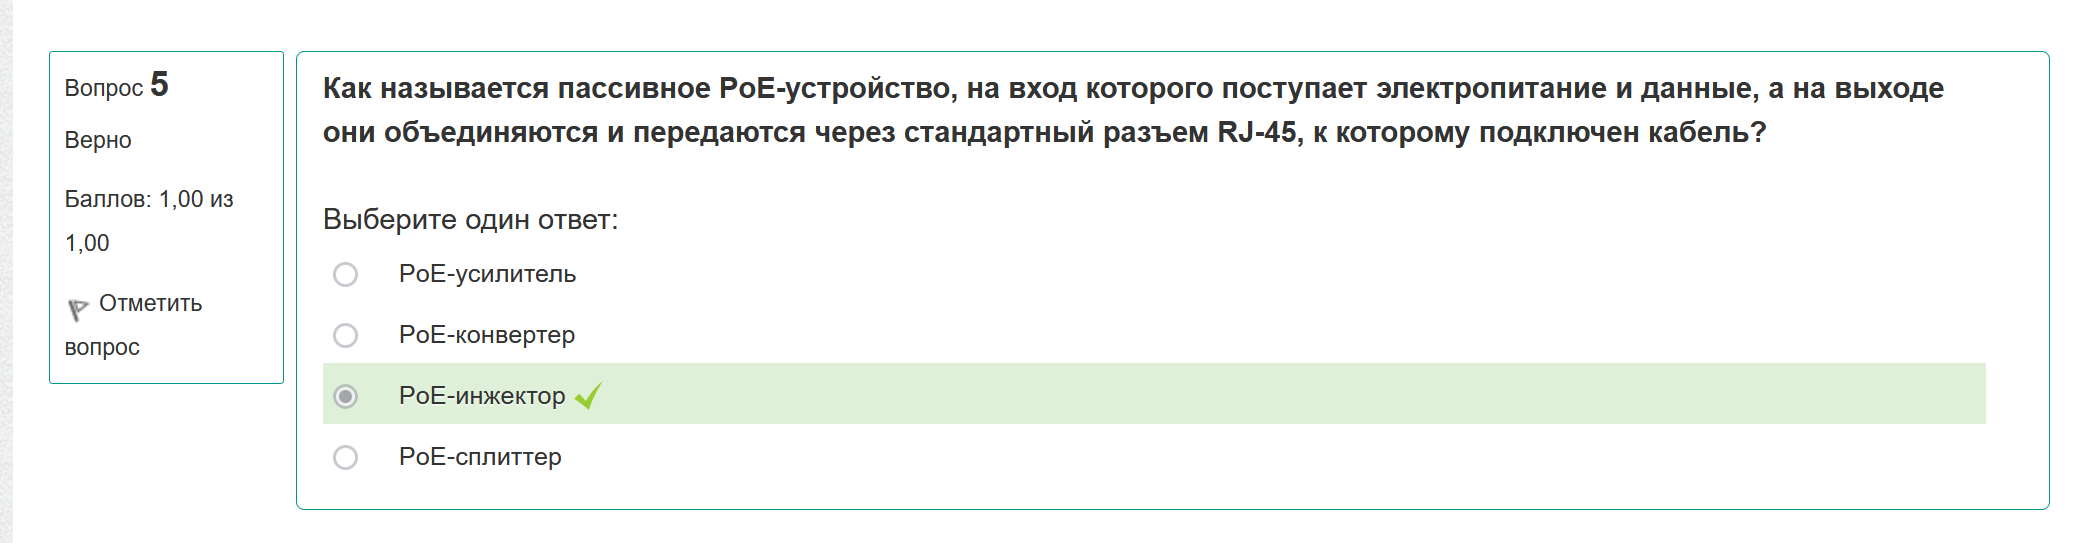 Вопрос 5
Верно
Баллов: 1,00 из
1,00
Отметить
вопрос
Как называется пассивное PoE-устройство, на вход которого поступает электропитание и данные, а на выходе
они объединяются и передаются через стандартный разъем RJ-45, к которому подключен кабель?
Выберите один ответ:
PoE-усилитель
PoE-конвертер
PoE-инжектор
PoE-сплиттер